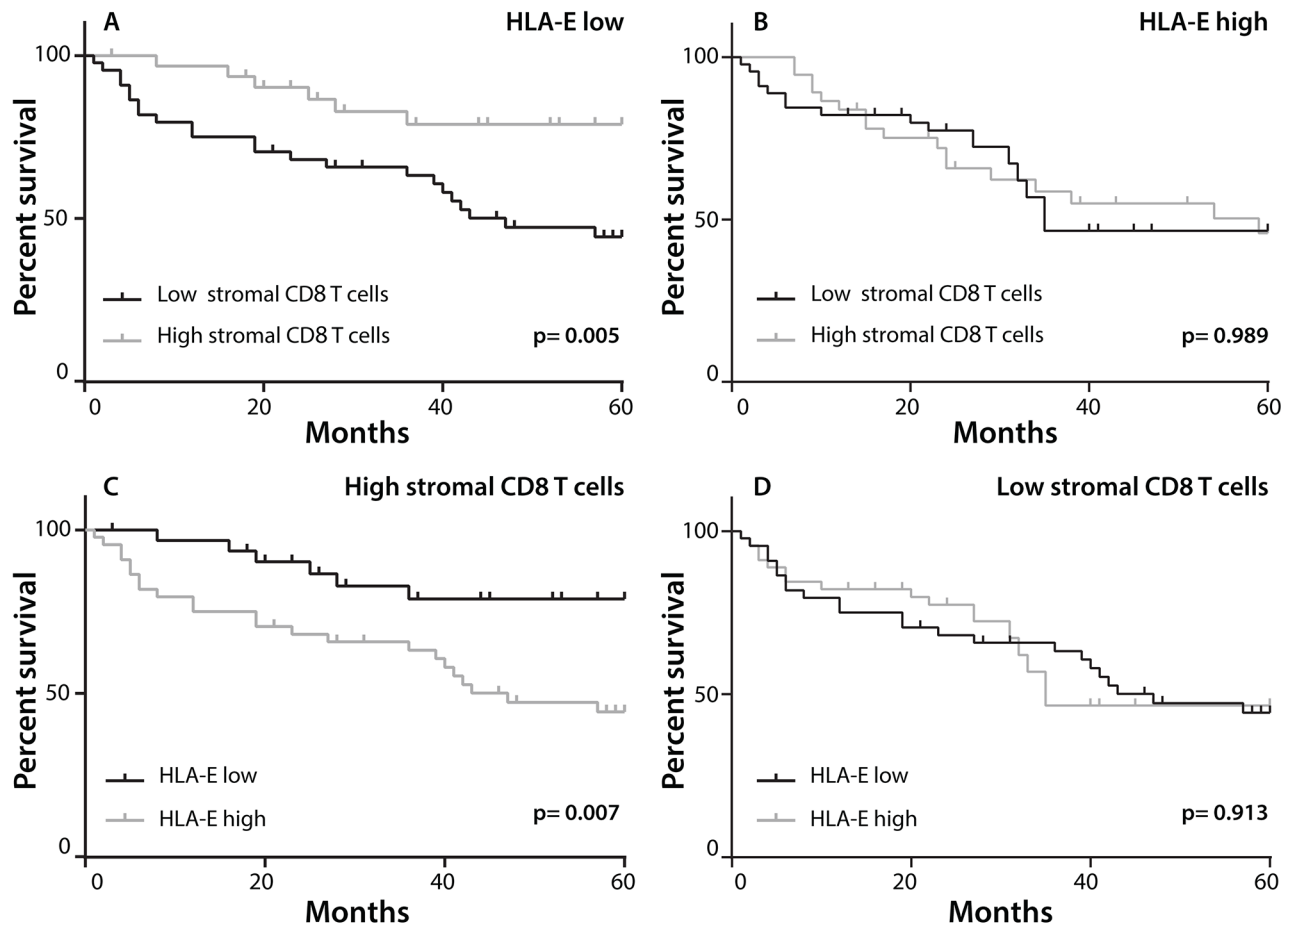 A
HLA-E low
100
50
0
Percent survival
Low stromal CD8 T cells
High stromal CD8 T cells
p= 0.005
0 20 40 60
Months
B
HLA-E high
100
50
0
Percent survival
Low stromal CD8 T cells
High stromal CD8 T cells
p= 0.989
0 20 40 60
Months
C
High stromal CD8 T cells
100
50
0
Percent survival
HLA-E low
HLA-E high
p= 0.007
0 20 40 60
Months
D
Low stromal CD8 T cells
100
50
0
Percent survival
HLA-E low
HLA-E high
p= 0.913
0 20 40 60
Months